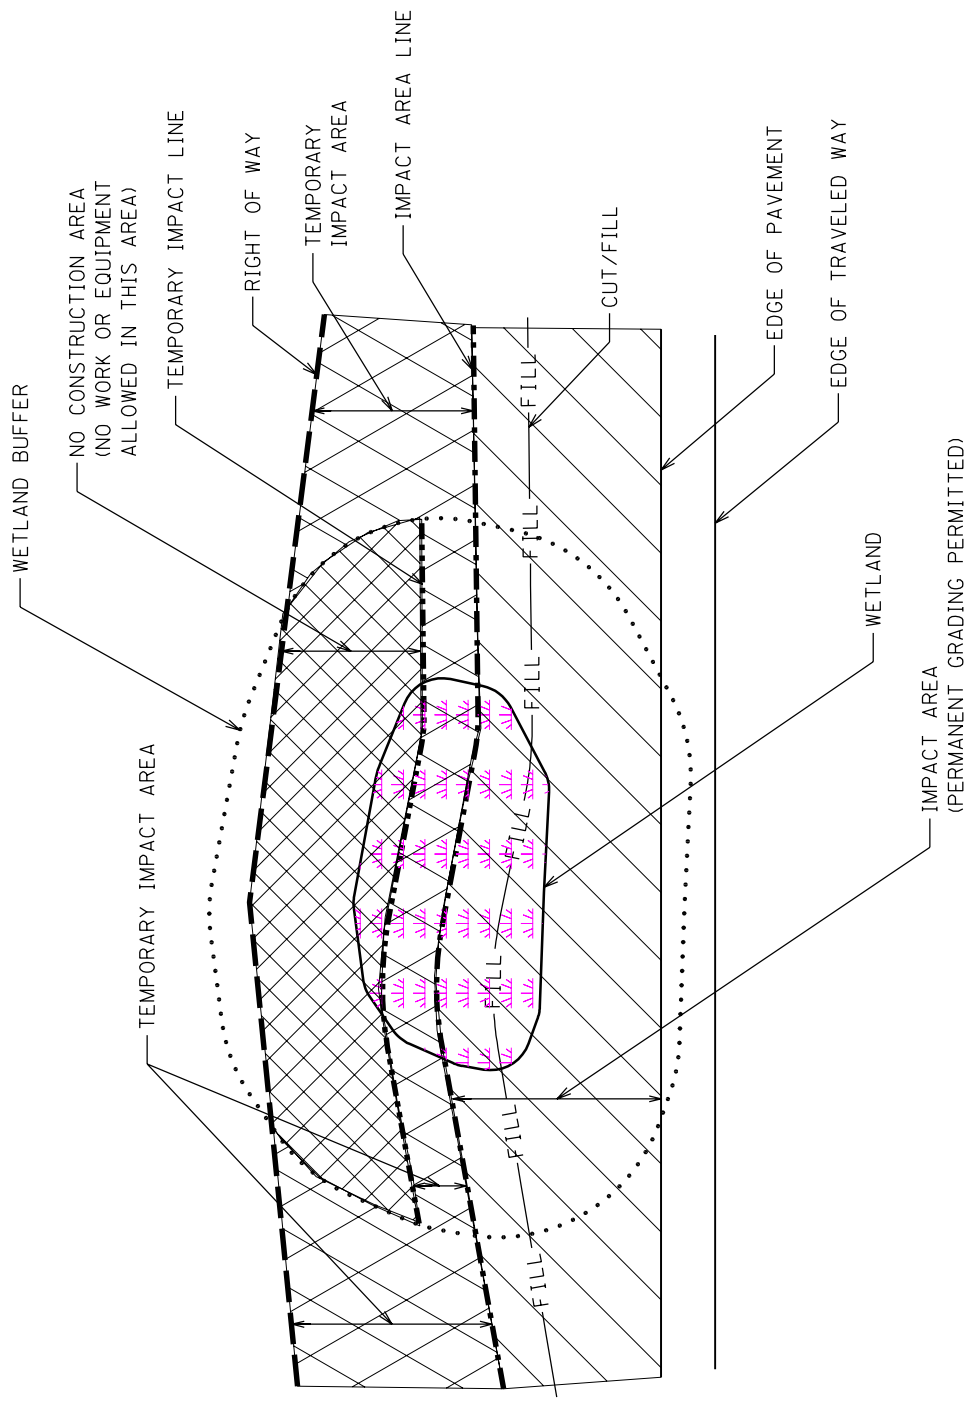 WETLAND BUFFER
NO CONSTRUCTION AREA
(NO WORK OR EQUIPMENT
ALLOWED IN THIS AREA)
TEMPORARY IMPACT LINE
RIGHT OF WAY
TEMPORARY
IMPACT AREA
IMPACT AREA LINE
CUT/FILL
EDGE OF PAVEMENT
EDGE OF TRAVELED WAY
TEMPORARY IMPACT AREA
WETLAND
IMPACT AREA
(PERMANENT GRADING PERMITTED)
FILL
FILL
FILL
FILL
FILL
FILL
FILL